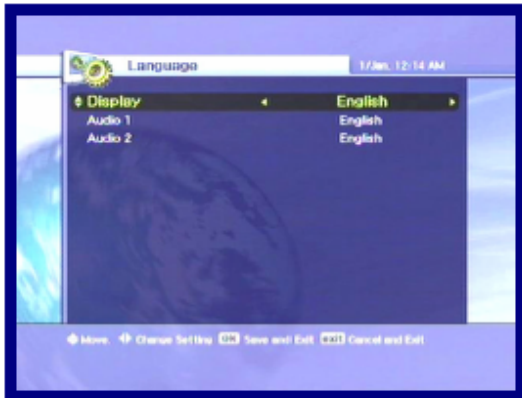 Language 1/Jan. 12:14 AM
Display English
Audio 1 English
Audio 2 English
Move. Change Setting OK Save and Exit exit Cancel and Exit